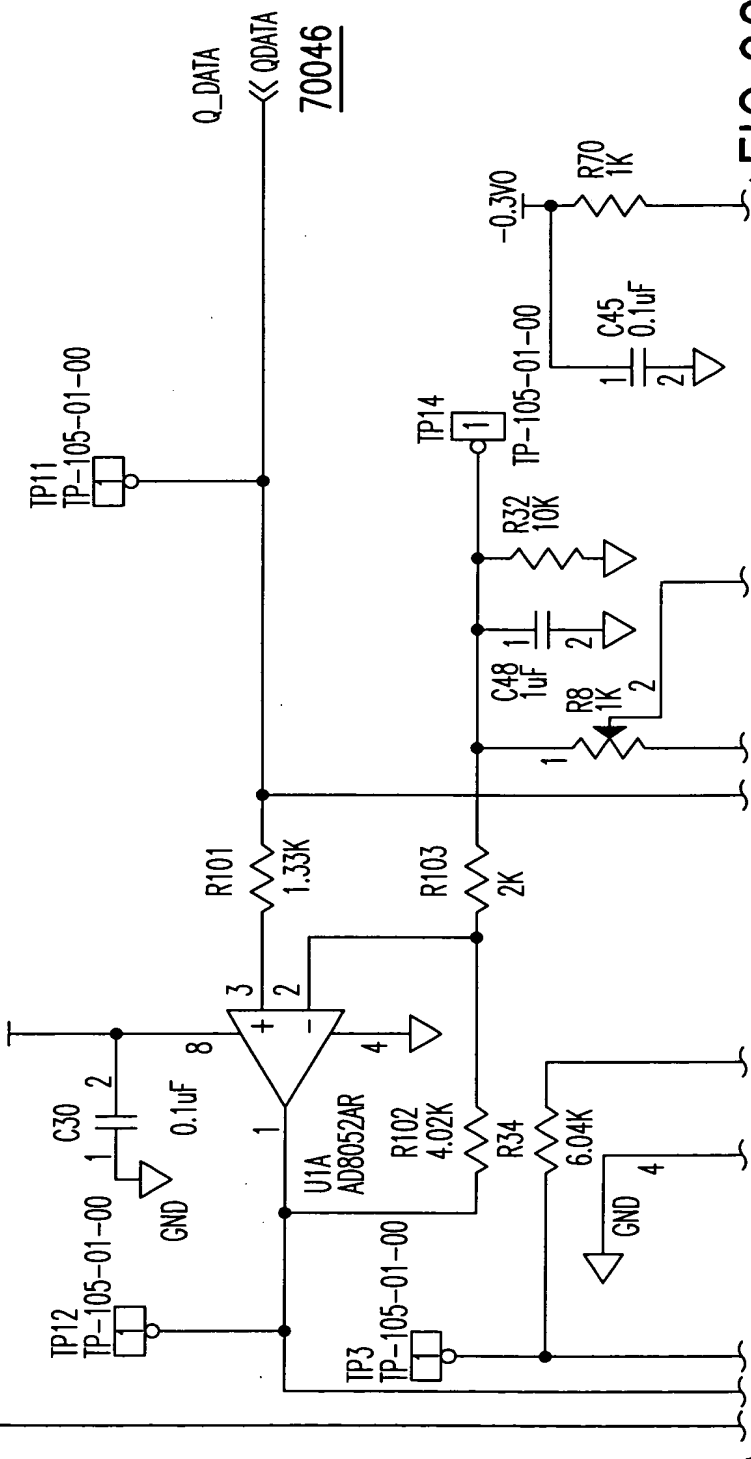 Q_DATA
QDATA
70046
TP11
TP-105-01-00
1
-0.3V0
R70
1K
C45
0.1uF
1
2
TP14
1
TP-105-01-00
R32
10K
C48
1uF
1
2
R8
1K
1
2
R101
1.33K
R103
2K
3
2
+
-
8
4
1
U1A
AD8052AR
C30
0.1uF
2
1
GND
R102
4.02K
R34
6.04K
GND
4
TP12
TP-105-01-00
1
TP3
TP-105-01-00
1